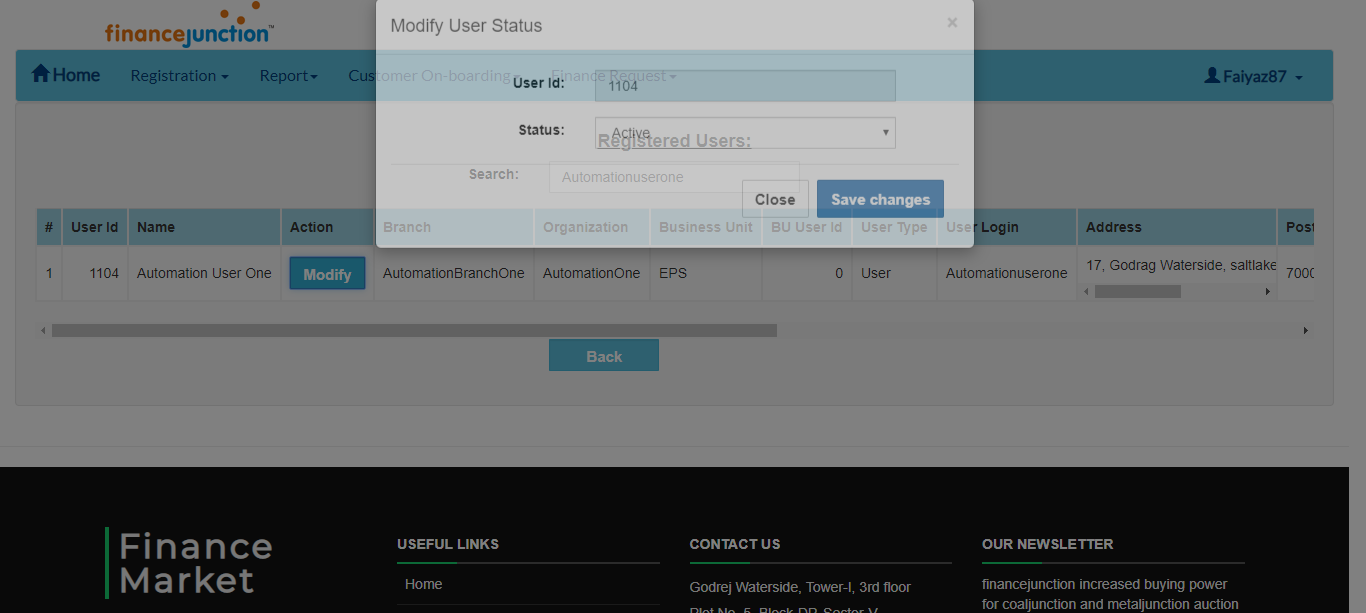 financejunction™
Modify User Status ×
Home Registration Report Customer On-boarding Finance Request Faiyaz87
User Id: 1104
Status: Active
Registered Users:
Search: Automationuserone
Close Save changes
# User Id Name Action Branch Organization Business Unit BU User Id User Type User Login Address Post
1 1104 Automation User One Modify AutomationBranchOne AutomationOne EPS 0 User Automationuserone 17, Godrag Waterside, saltlake 7000
Back
Finance
Market
USEFUL LINKS
Home
CONTACT US
Godrej Waterside, Tower-I, 3rd floor
Plot No. 5, Block DP, Sector V
OUR NEWSLETTER
financejunction increased buying power
for coaljunction and metaljunction auction